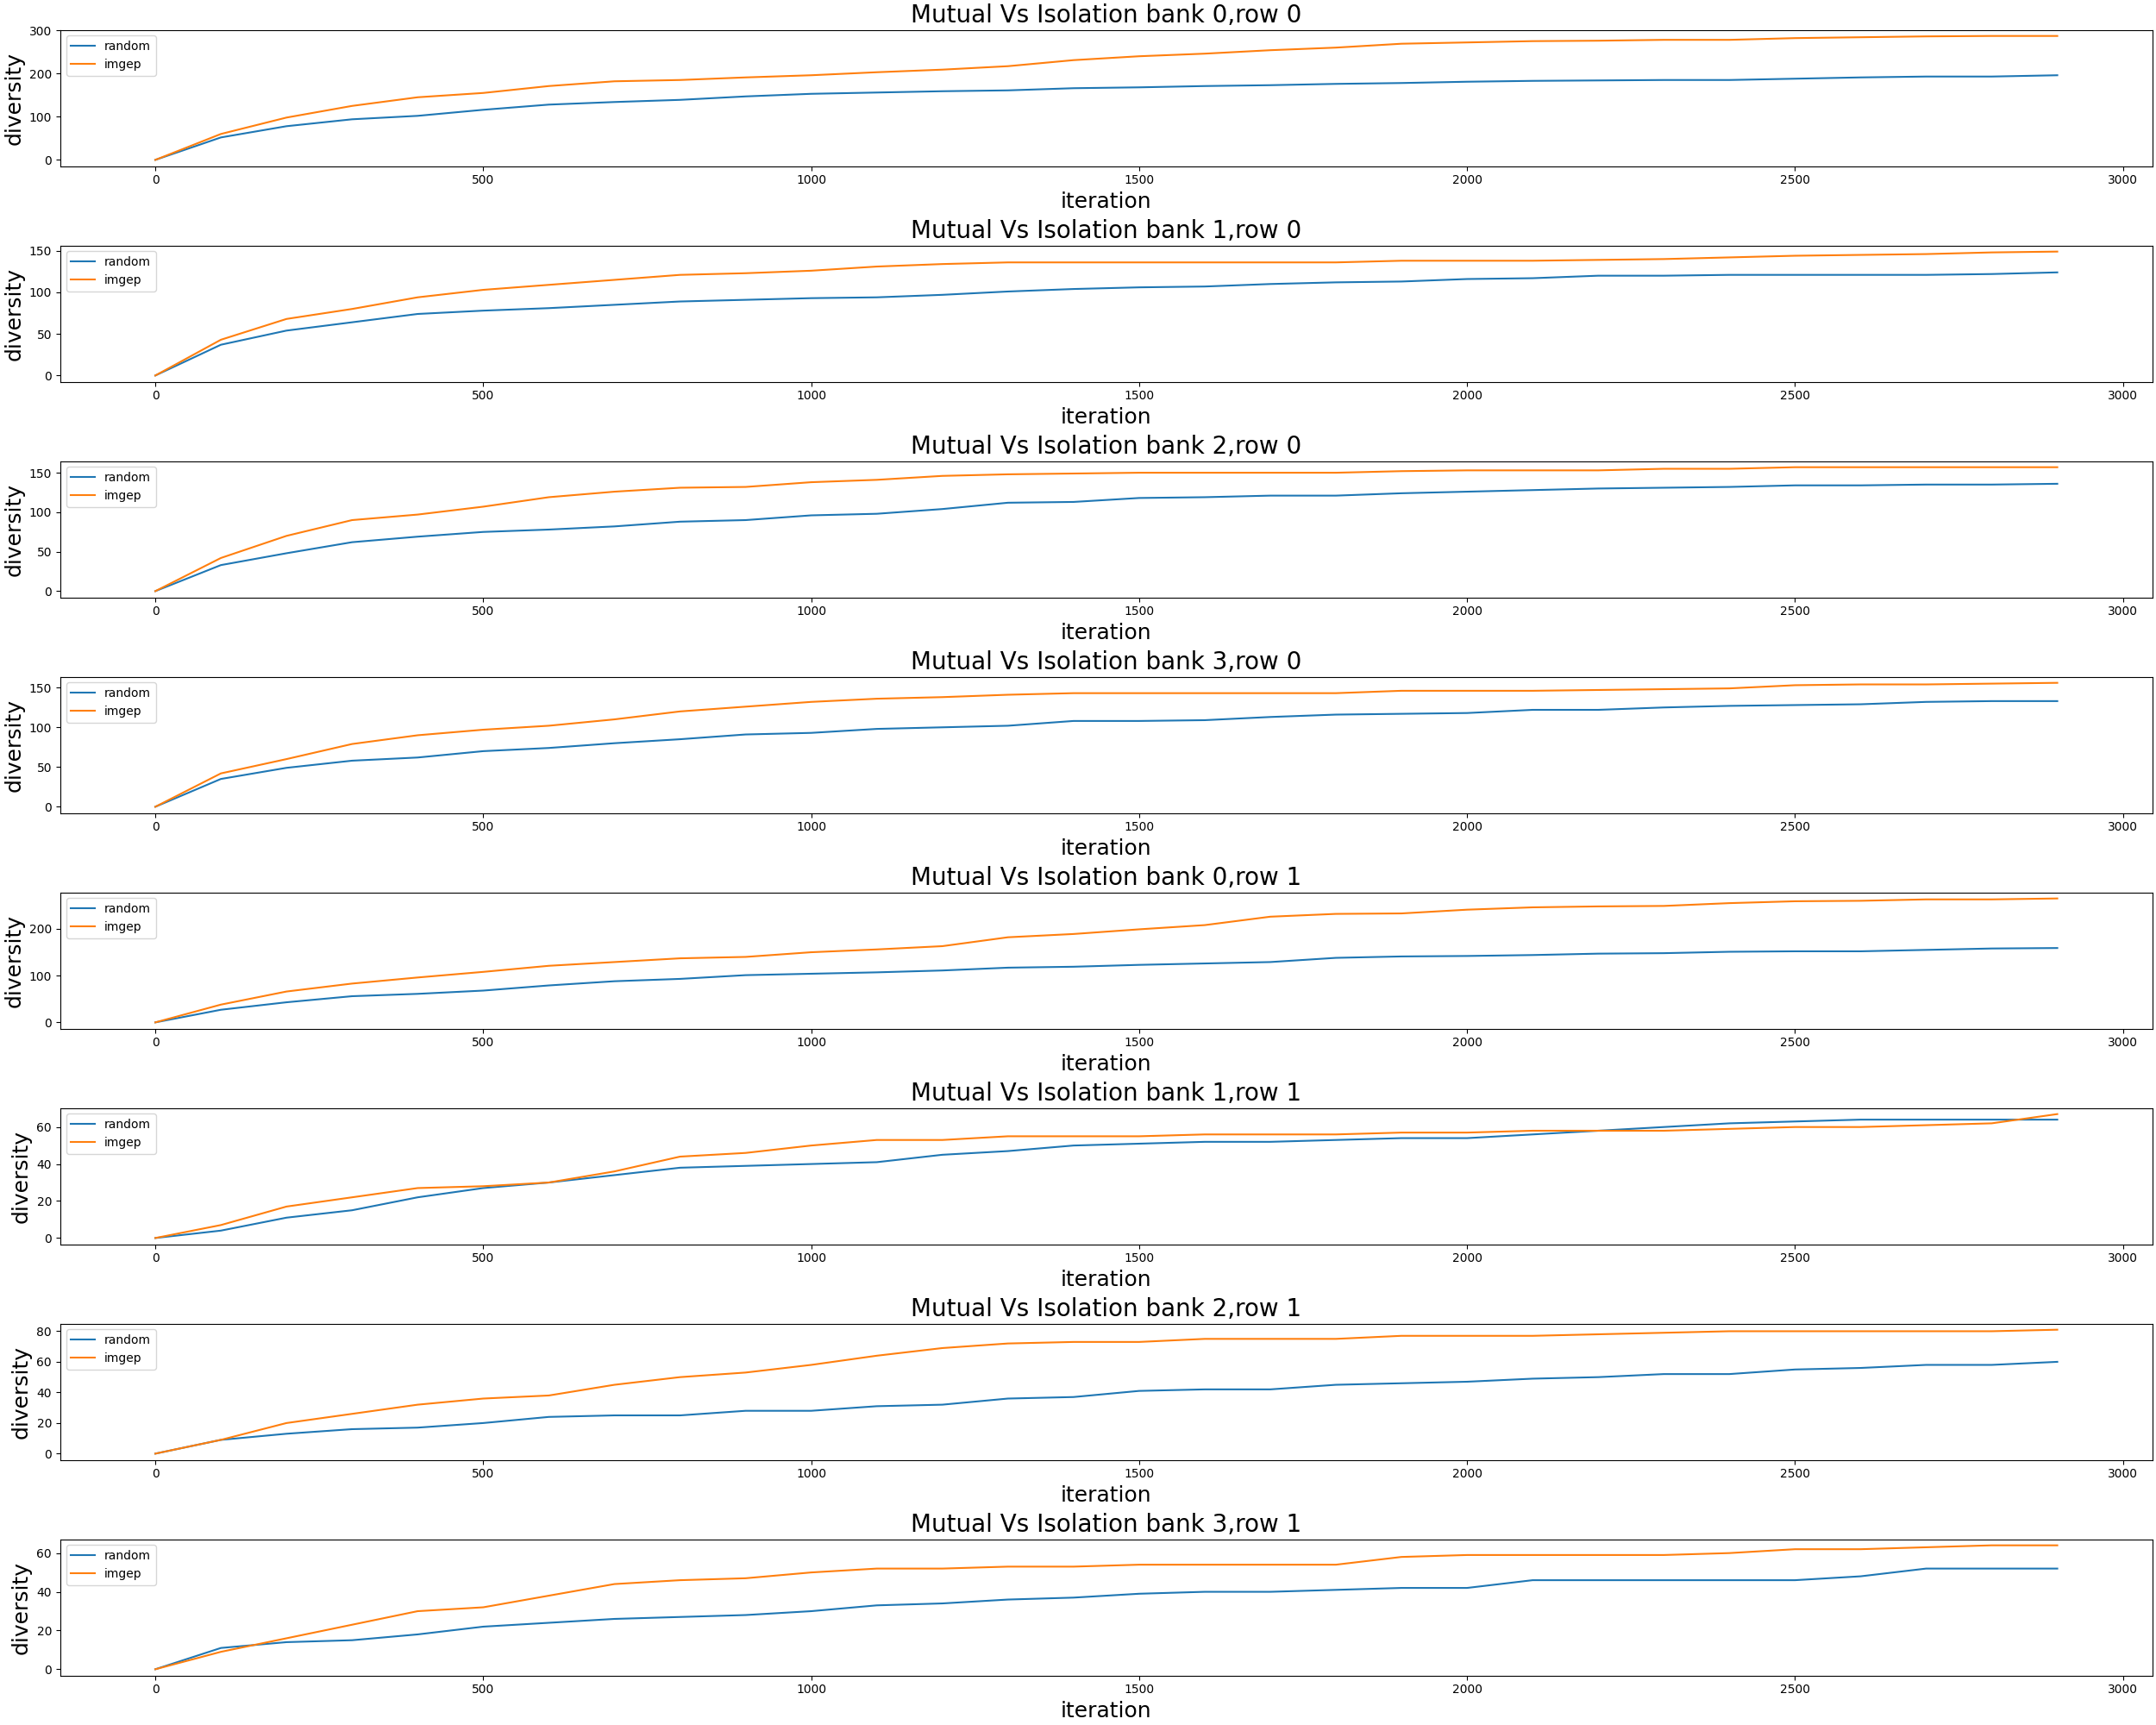 Mutual Vs Isolation bank 0,row 0
300
200
100
0
diversity
random
imgep
0 500 1000 1500 2000 2500 3000
iteration
Mutual Vs Isolation bank 1,row 0
150
100
50
0
diversity
random
imgep
0 500 1000 1500 2000 2500 3000
iteration
Mutual Vs Isolation bank 2,row 0
150
100
50
0
diversity
random
imgep
0 500 1000 1500 2000 2500 3000
iteration
Mutual Vs Isolation bank 3,row 0
150
100
50
0
diversity
random
imgep
0 500 1000 1500 2000 2500 3000
iteration
Mutual Vs Isolation bank 0,row 1
200
100
0
diversity
random
imgep
0 500 1000 1500 2000 2500 3000
iteration
Mutual Vs Isolation bank 1,row 1
60
40
20
0
diversity
random
imgep
0 500 1000 1500 2000 2500 3000
iteration
Mutual Vs Isolation bank 2,row 1
80
60
40
20
0
diversity
random
imgep
0 500 1000 1500 2000 2500 3000
iteration
Mutual Vs Isolation bank 3,row 1
60
40
20
0
diversity
random
imgep
0 500 1000 1500 2000 2500 3000
iteration